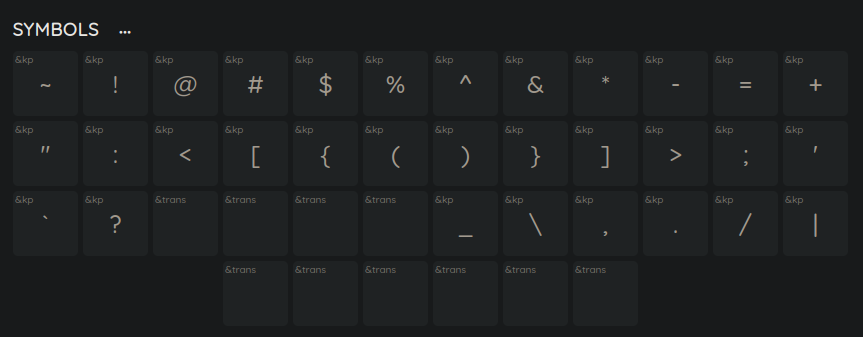 SYMBOLS ...
&kp &kp &kp &kp &kp &kp &kp &kp &kp &kp &kp &kp
~ ! @ # $ % ^ & * - = +
&kp &kp &kp &kp &kp &kp &kp &kp &kp &kp &kp &kp
" : < [ { ( ) } ] > ; '
&kp &kp &trans &trans &trans &trans &kp &kp &kp &kp &kp &kp
` ? _ \ , . / |
&trans &trans &trans &trans &trans &trans